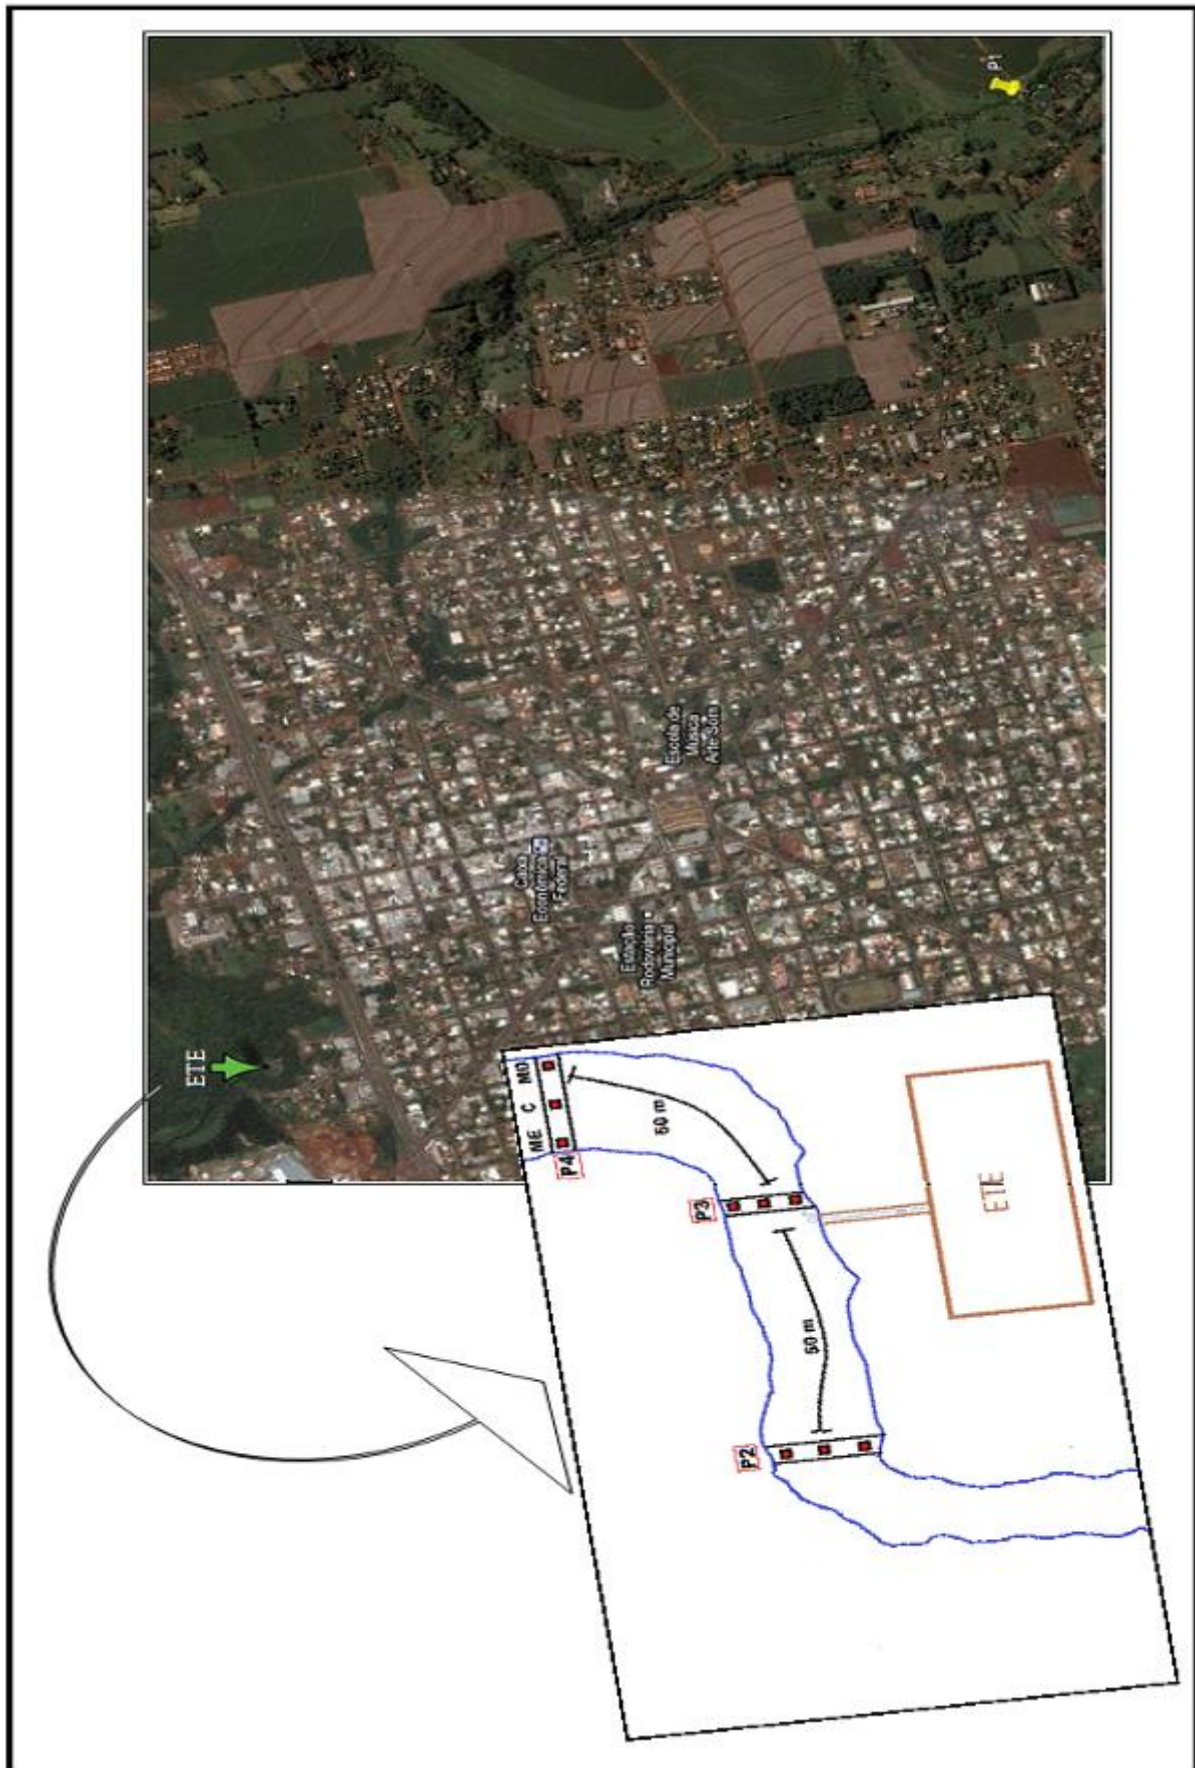 P1
ETE
Escola de
Música
Arte Som
Caixa
Econômica
Federal
Estação
Rodoviária
Municipal
ME C MD
P4
50 m
P3
50 m
P2
ETE